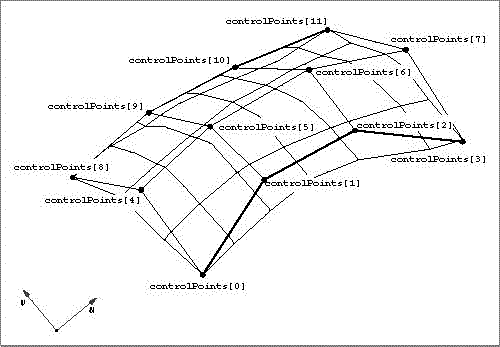 controlPoints[11]
controlPoints[7]
controlPoints[10]
controlPoints[6]
controlPoints[9]
controlPoints[5]
controlPoints[2]
controlPoints[3]
controlPoints[8]
controlPoints[1]
controlPoints[4]
controlPoints[0]
v
u